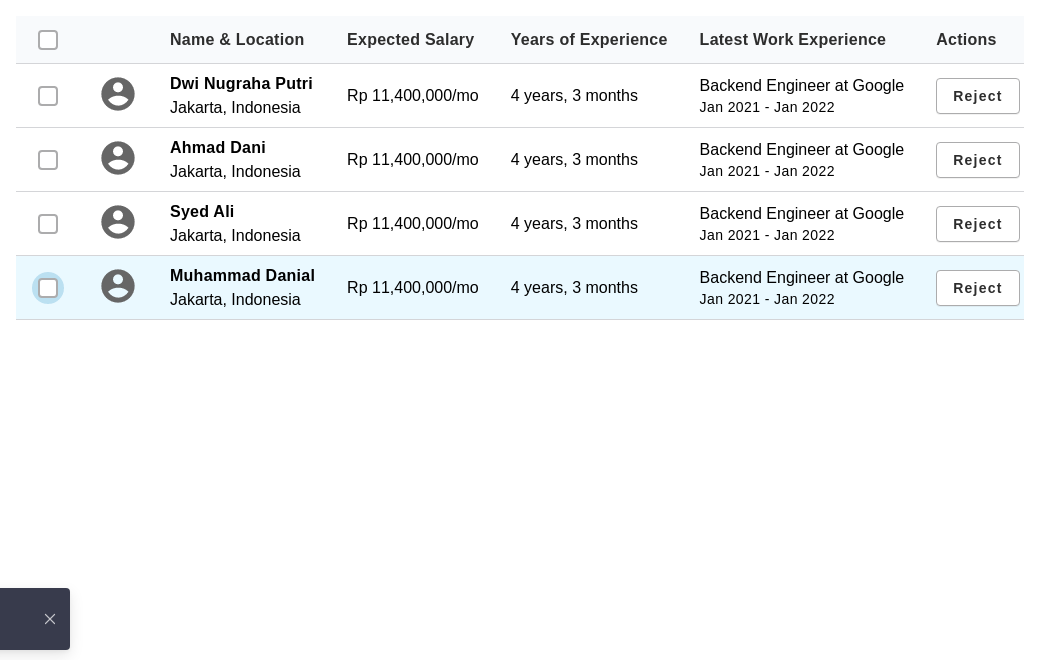 Name & Location Expected Salary Years of Experience Latest Work Experience Actions
Dwi Nugraha Putri
Jakarta, Indonesia
Rp 11,400,000/mo
4 years, 3 months
Backend Engineer at Google
Jan 2021 - Jan 2022
Reject
Ahmad Dani
Jakarta, Indonesia
Rp 11,400,000/mo
4 years, 3 months
Backend Engineer at Google
Jan 2021 - Jan 2022
Reject
Syed Ali
Jakarta, Indonesia
Rp 11,400,000/mo
4 years, 3 months
Backend Engineer at Google
Jan 2021 - Jan 2022
Reject
Muhammad Danial
Jakarta, Indonesia
Rp 11,400,000/mo
4 years, 3 months
Backend Engineer at Google
Jan 2021 - Jan 2022
Reject